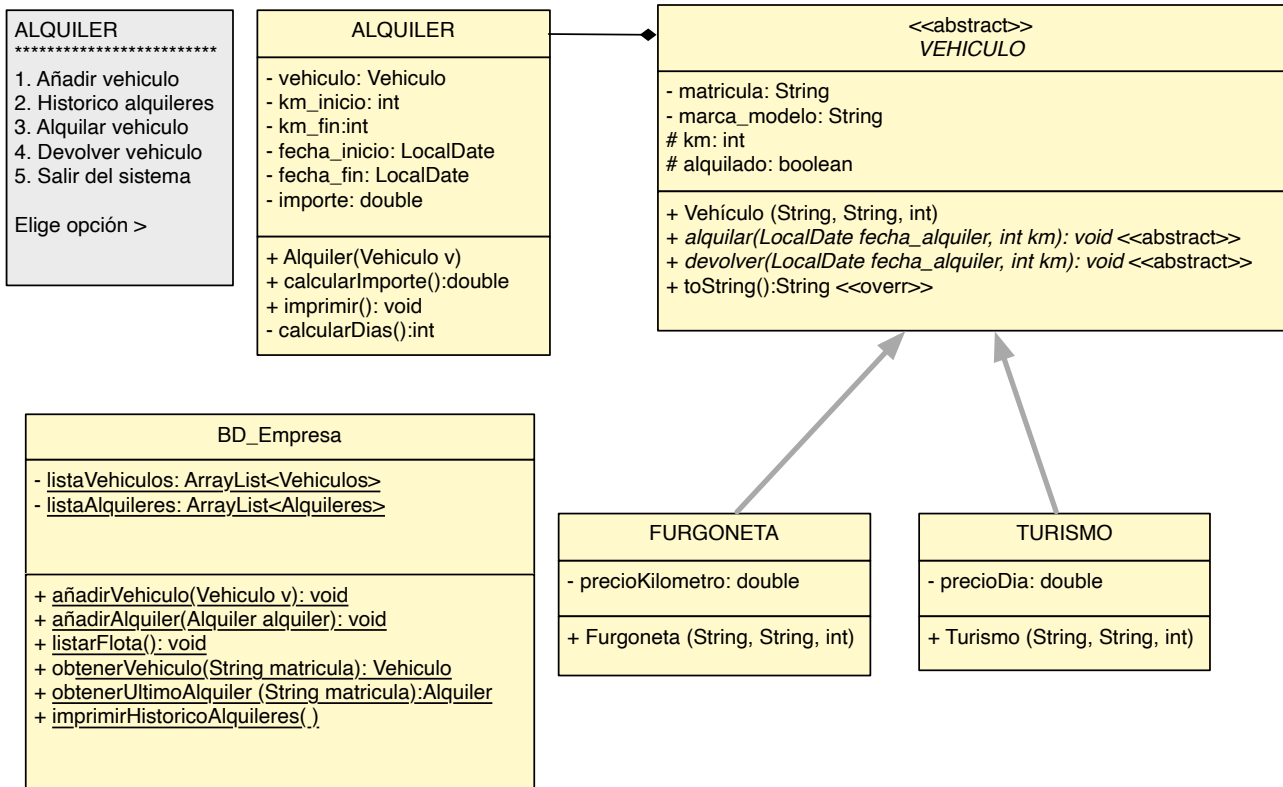 ALQUILER
*************************
1. Añadir vehiculo
2. Historico alquileres
3. Alquilar vehiculo
4. Devolver vehiculo
5. Salir del sistema
Elige opción >
ALQUILER
- vehiculo: Vehiculo
- km_inicio: int
- km_fin:int
- fecha_inicio: LocalDate
- fecha_fin: LocalDate
- importe: double
+ Alquiler(Vehiculo v)
+ calcularImporte():double
+ imprimir(): void
- calcularDias():int
<<abstract>>
VEHICULO
- matricula: String
- marca_modelo: String
# km: int
# alquilado: boolean
+ Vehículo (String, String, int)
+ alquilar(LocalDate fecha_alquiler, int km): void <<abstract>>
+ devolver(LocalDate fecha_alquiler, int km): void <<abstract>>
+ toString():String <<overr>>
BD_Empresa
- listaVehiculos: ArrayList<Vehiculos>
- listaAlquileres: ArrayList<Alquileres>
+ añadirVehiculo(Vehiculo v): void
+ añadirAlquiler(Alquiler alquiler): void
+ listarFlota(): void
+ obtenerVehiculo(String matricula): Vehiculo
+ obtenerUltimoAlquiler (String matricula):Alquiler
+ imprimirHistoricoAlquileres( )
FURGONETA
- precioKilometro: double
+ Furgoneta (String, String, int)
TURISMO
- precioDia: double
+ Turismo (String, String, int)